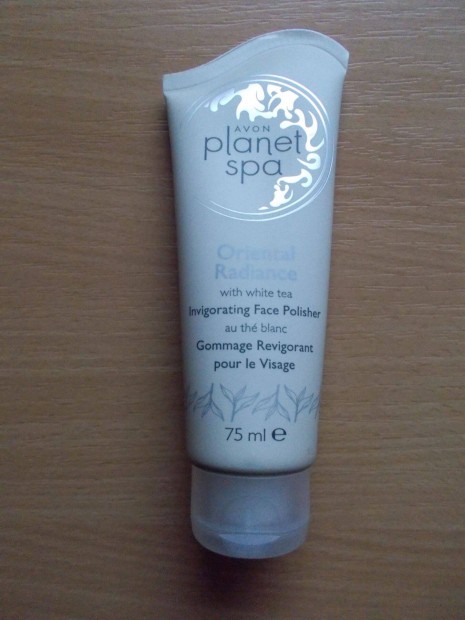 AVON
planet
spa
Oriental
Radiance
with white tea
Invigorating Face Polisher
au thé blanc
Gommage Revigorant
pour le Visage
75 ml ℮